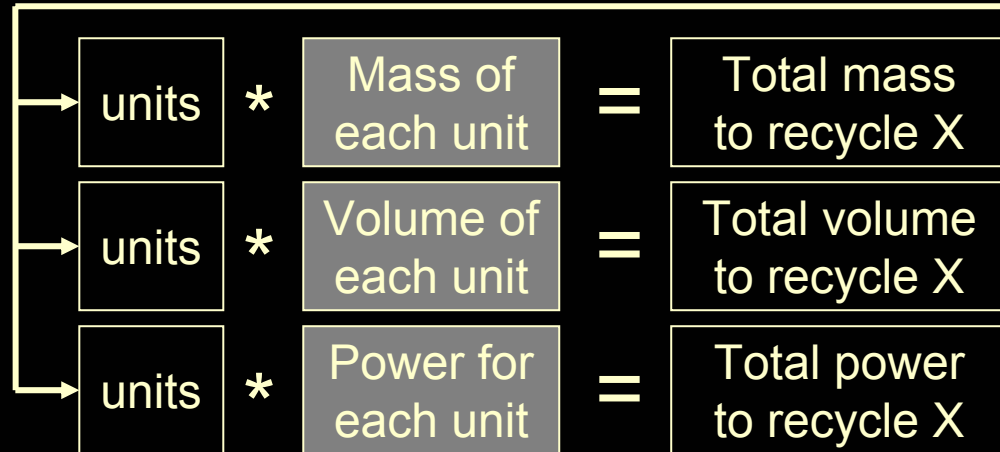 units * Mass of each unit = Total mass to recycle X
units * Volume of each unit = Total volume to recycle X
units * Power for each unit = Total power to recycle X